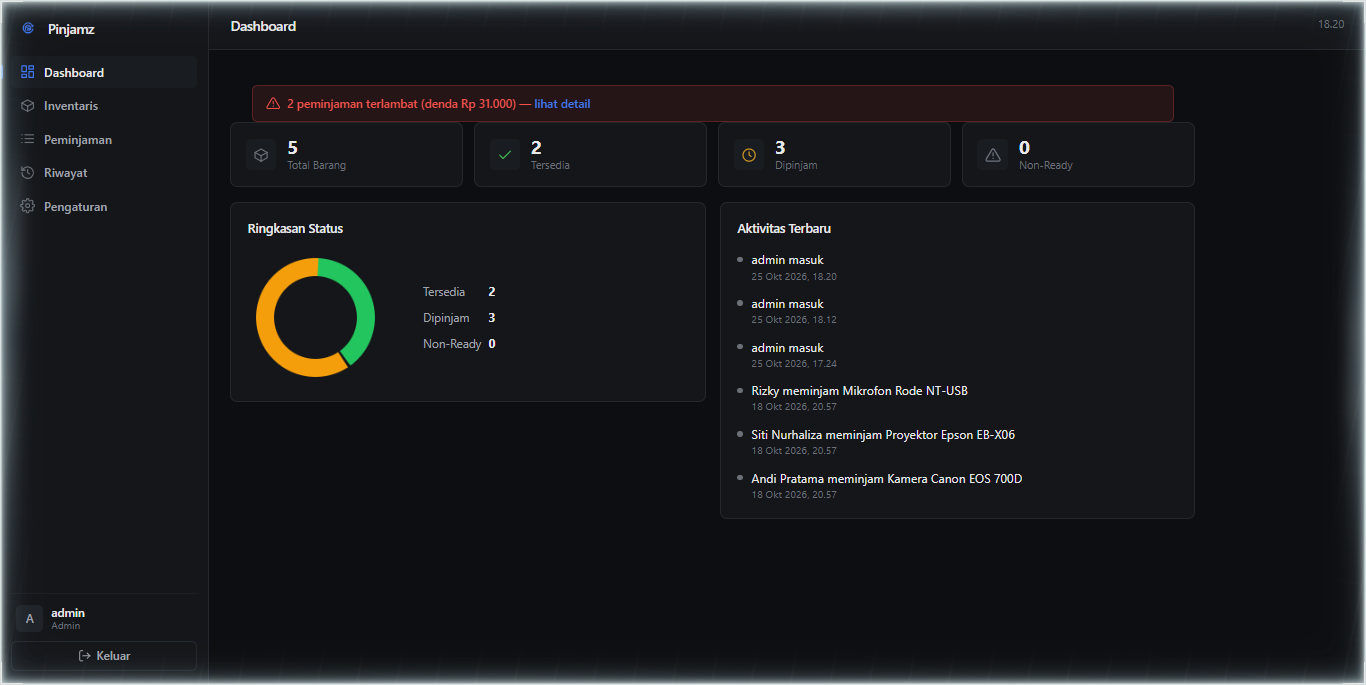 Pinjamz
Dashboard
Inventaris
Peminjaman
Riwayat
Pengaturan
A
admin
Admin
Keluar
Dashboard
18.20
2 peminjaman terlambat (denda Rp 31.000) — lihat detail
5
Total Barang
2
Tersedia
3
Dipinjam
0
Non-Ready
Ringkasan Status
Tersedia 2
Dipinjam 3
Non-Ready 0
Aktivitas Terbaru
admin masuk
25 Okt 2026, 18.20
admin masuk
25 Okt 2026, 18.12
admin masuk
25 Okt 2026, 17.24
Rizky meminjam Mikrofon Rode NT-USB
18 Okt 2026, 20.57
Siti Nurhaliza meminjam Proyektor Epson EB-X06
18 Okt 2026, 20.57
Andi Pratama meminjam Kamera Canon EOS 700D
18 Okt 2026, 20.57